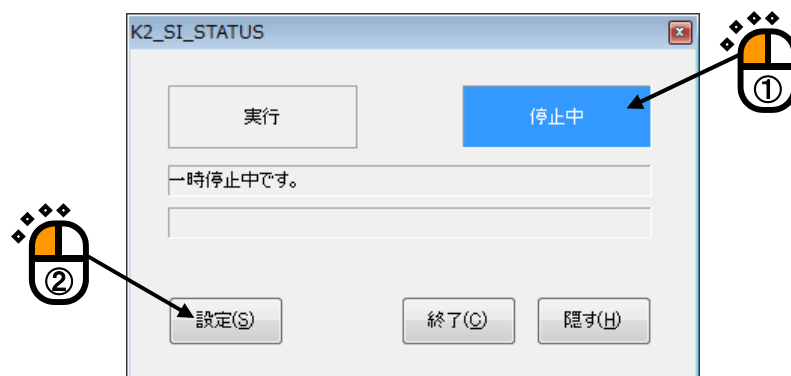 K2_SI_STATUS
①
実行
停止中
一時停止中です。
②
設定(S)
終了(C)
隠す(H)